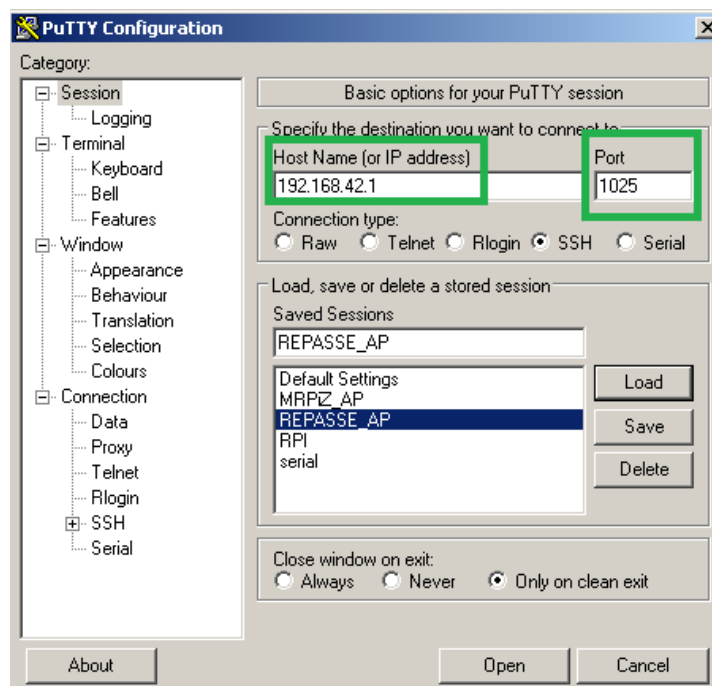 PuTTY Configuration
Category:
Session
Logging
Terminal
Keyboard
Bell
Features
Window
Appearance
Behaviour
Translation
Selection
Colours
Connection
Data
Proxy
Telnet
Rlogin
SSH
Serial
Basic options for your PuTTY session
Specify the destination you want to connect to
Host Name (or IP address) Port
192.168.42.1 1025
Connection type:
Raw Telnet Rlogin SSH Serial
Load, save or delete a stored session
Saved Sessions
REPASSE_AP
Default Settings
MRPiZ_AP
REPASSE_AP
RPI
serial
Load
Save
Delete
Close window on exit:
Always Never Only on clean exit
About Open Cancel